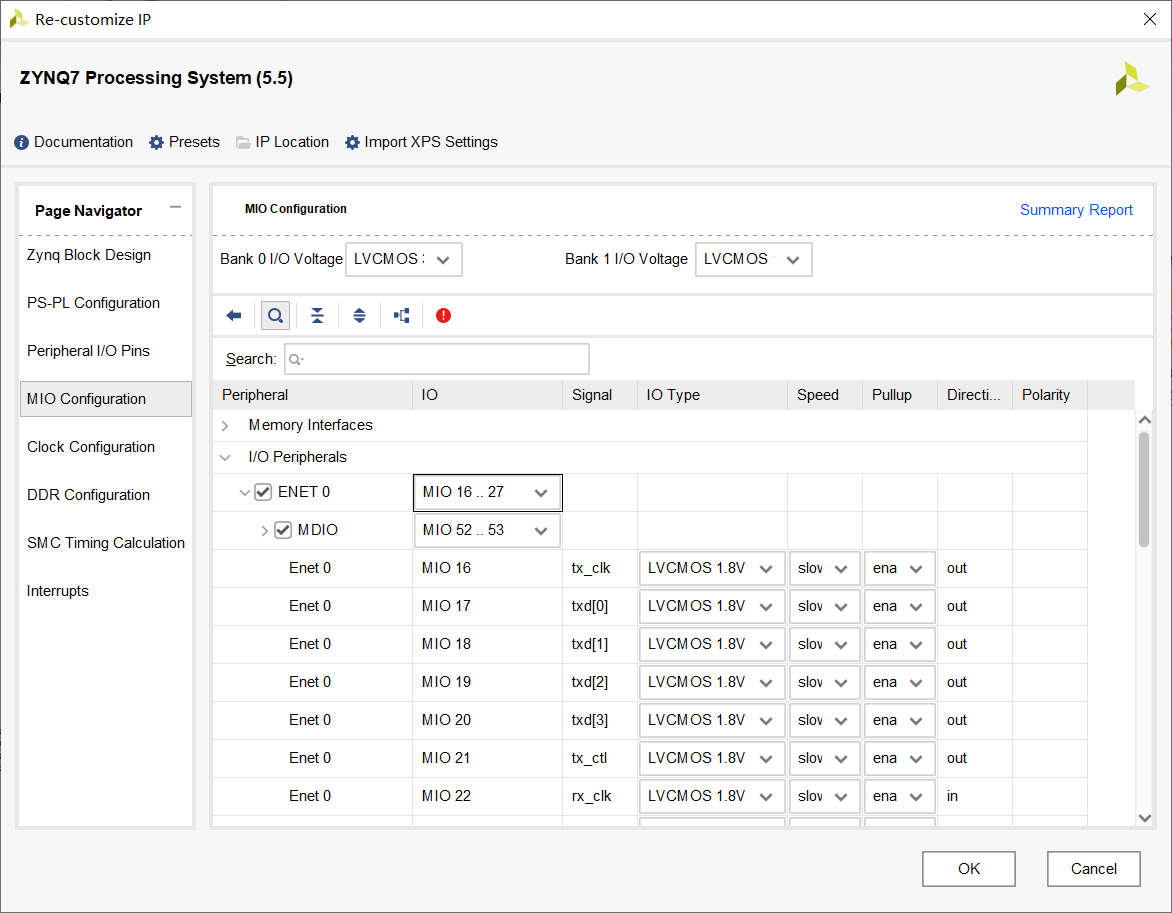 Re-customize IP
ZYNQ7 Processing System (5.5)
Documentation Presets IP Location Import XPS Settings
Page Navigator
Zynq Block Design
PS-PL Configuration
Peripheral I/O Pins
MIO Configuration
Clock Configuration
DDR Configuration
SMC Timing Calculation
Interrupts
MIO Configuration Summary Report
Bank 0 I/O Voltage LVCMOS Bank 1 I/O Voltage LVCMOS
Search:
Peripheral IO Signal IO Type Speed Pullup Directi... Polarity
Memory Interfaces
I/O Peripherals
ENET 0 MIO 16 .. 27
MDIO MIO 52 .. 53
Enet 0 MIO 16 tx_clk LVCMOS 1.8V slov ena out
Enet 0 MIO 17 txd[0] LVCMOS 1.8V slov ena out
Enet 0 MIO 18 txd[1] LVCMOS 1.8V slov ena out
Enet 0 MIO 19 txd[2] LVCMOS 1.8V slov ena out
Enet 0 MIO 20 txd[3] LVCMOS 1.8V slov ena out
Enet 0 MIO 21 tx_ctl LVCMOS 1.8V slov ena out
Enet 0 MIO 22 rx_clk LVCMOS 1.8V slov ena in
OK Cancel